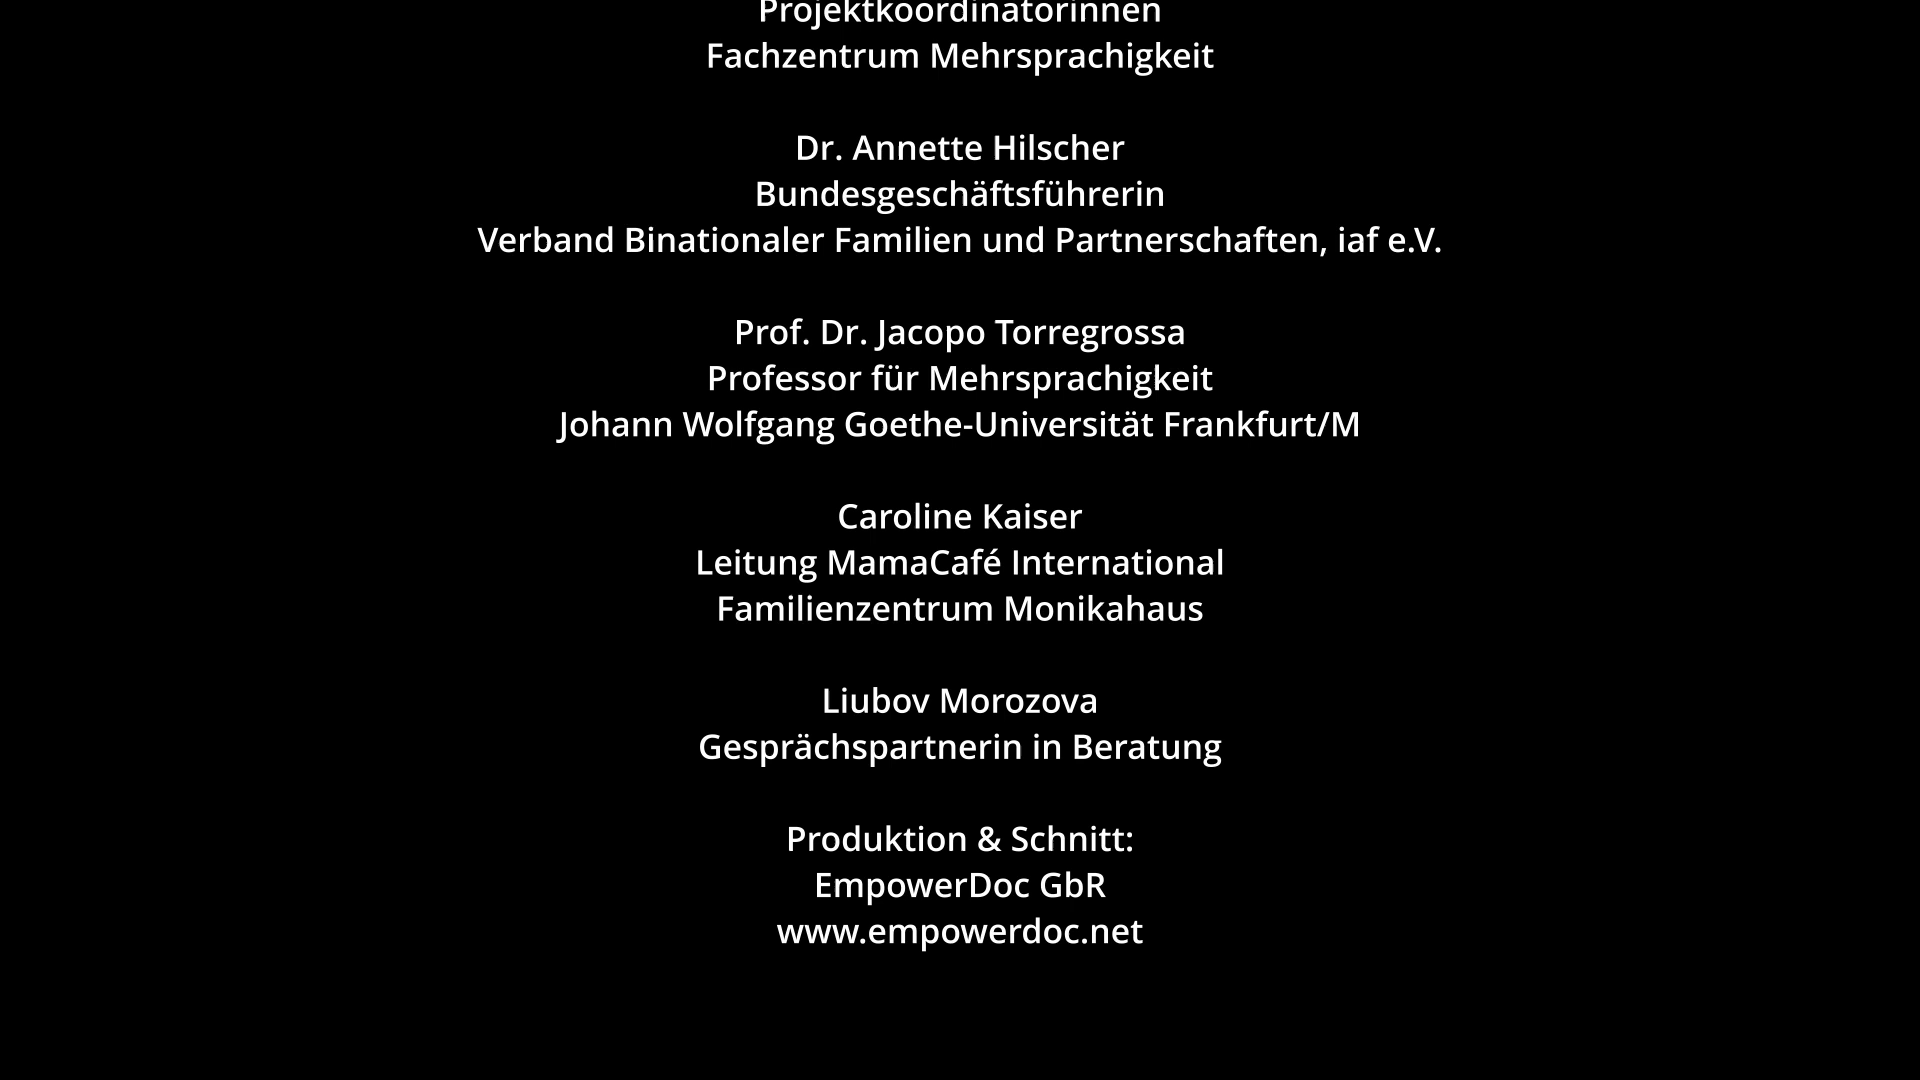 Projektkoordinatorinnen
Fachzentrum Mehrsprachigkeit
Dr. Annette Hilscher
Bundesgeschäftsführerin
Verband Binationaler Familien und Partnerschaften, iaf e.V.
Prof. Dr. Jacopo Torregrossa
Professor für Mehrsprachigkeit
Johann Wolfgang Goethe-Universität Frankfurt/M
Caroline Kaiser
Leitung MamaCafé International
Familienzentrum Monikahaus
Liubov Morozova
Gesprächspartnerin in Beratung
Produktion & Schnitt:
EmpowerDoc GbR
www.empowerdoc.net